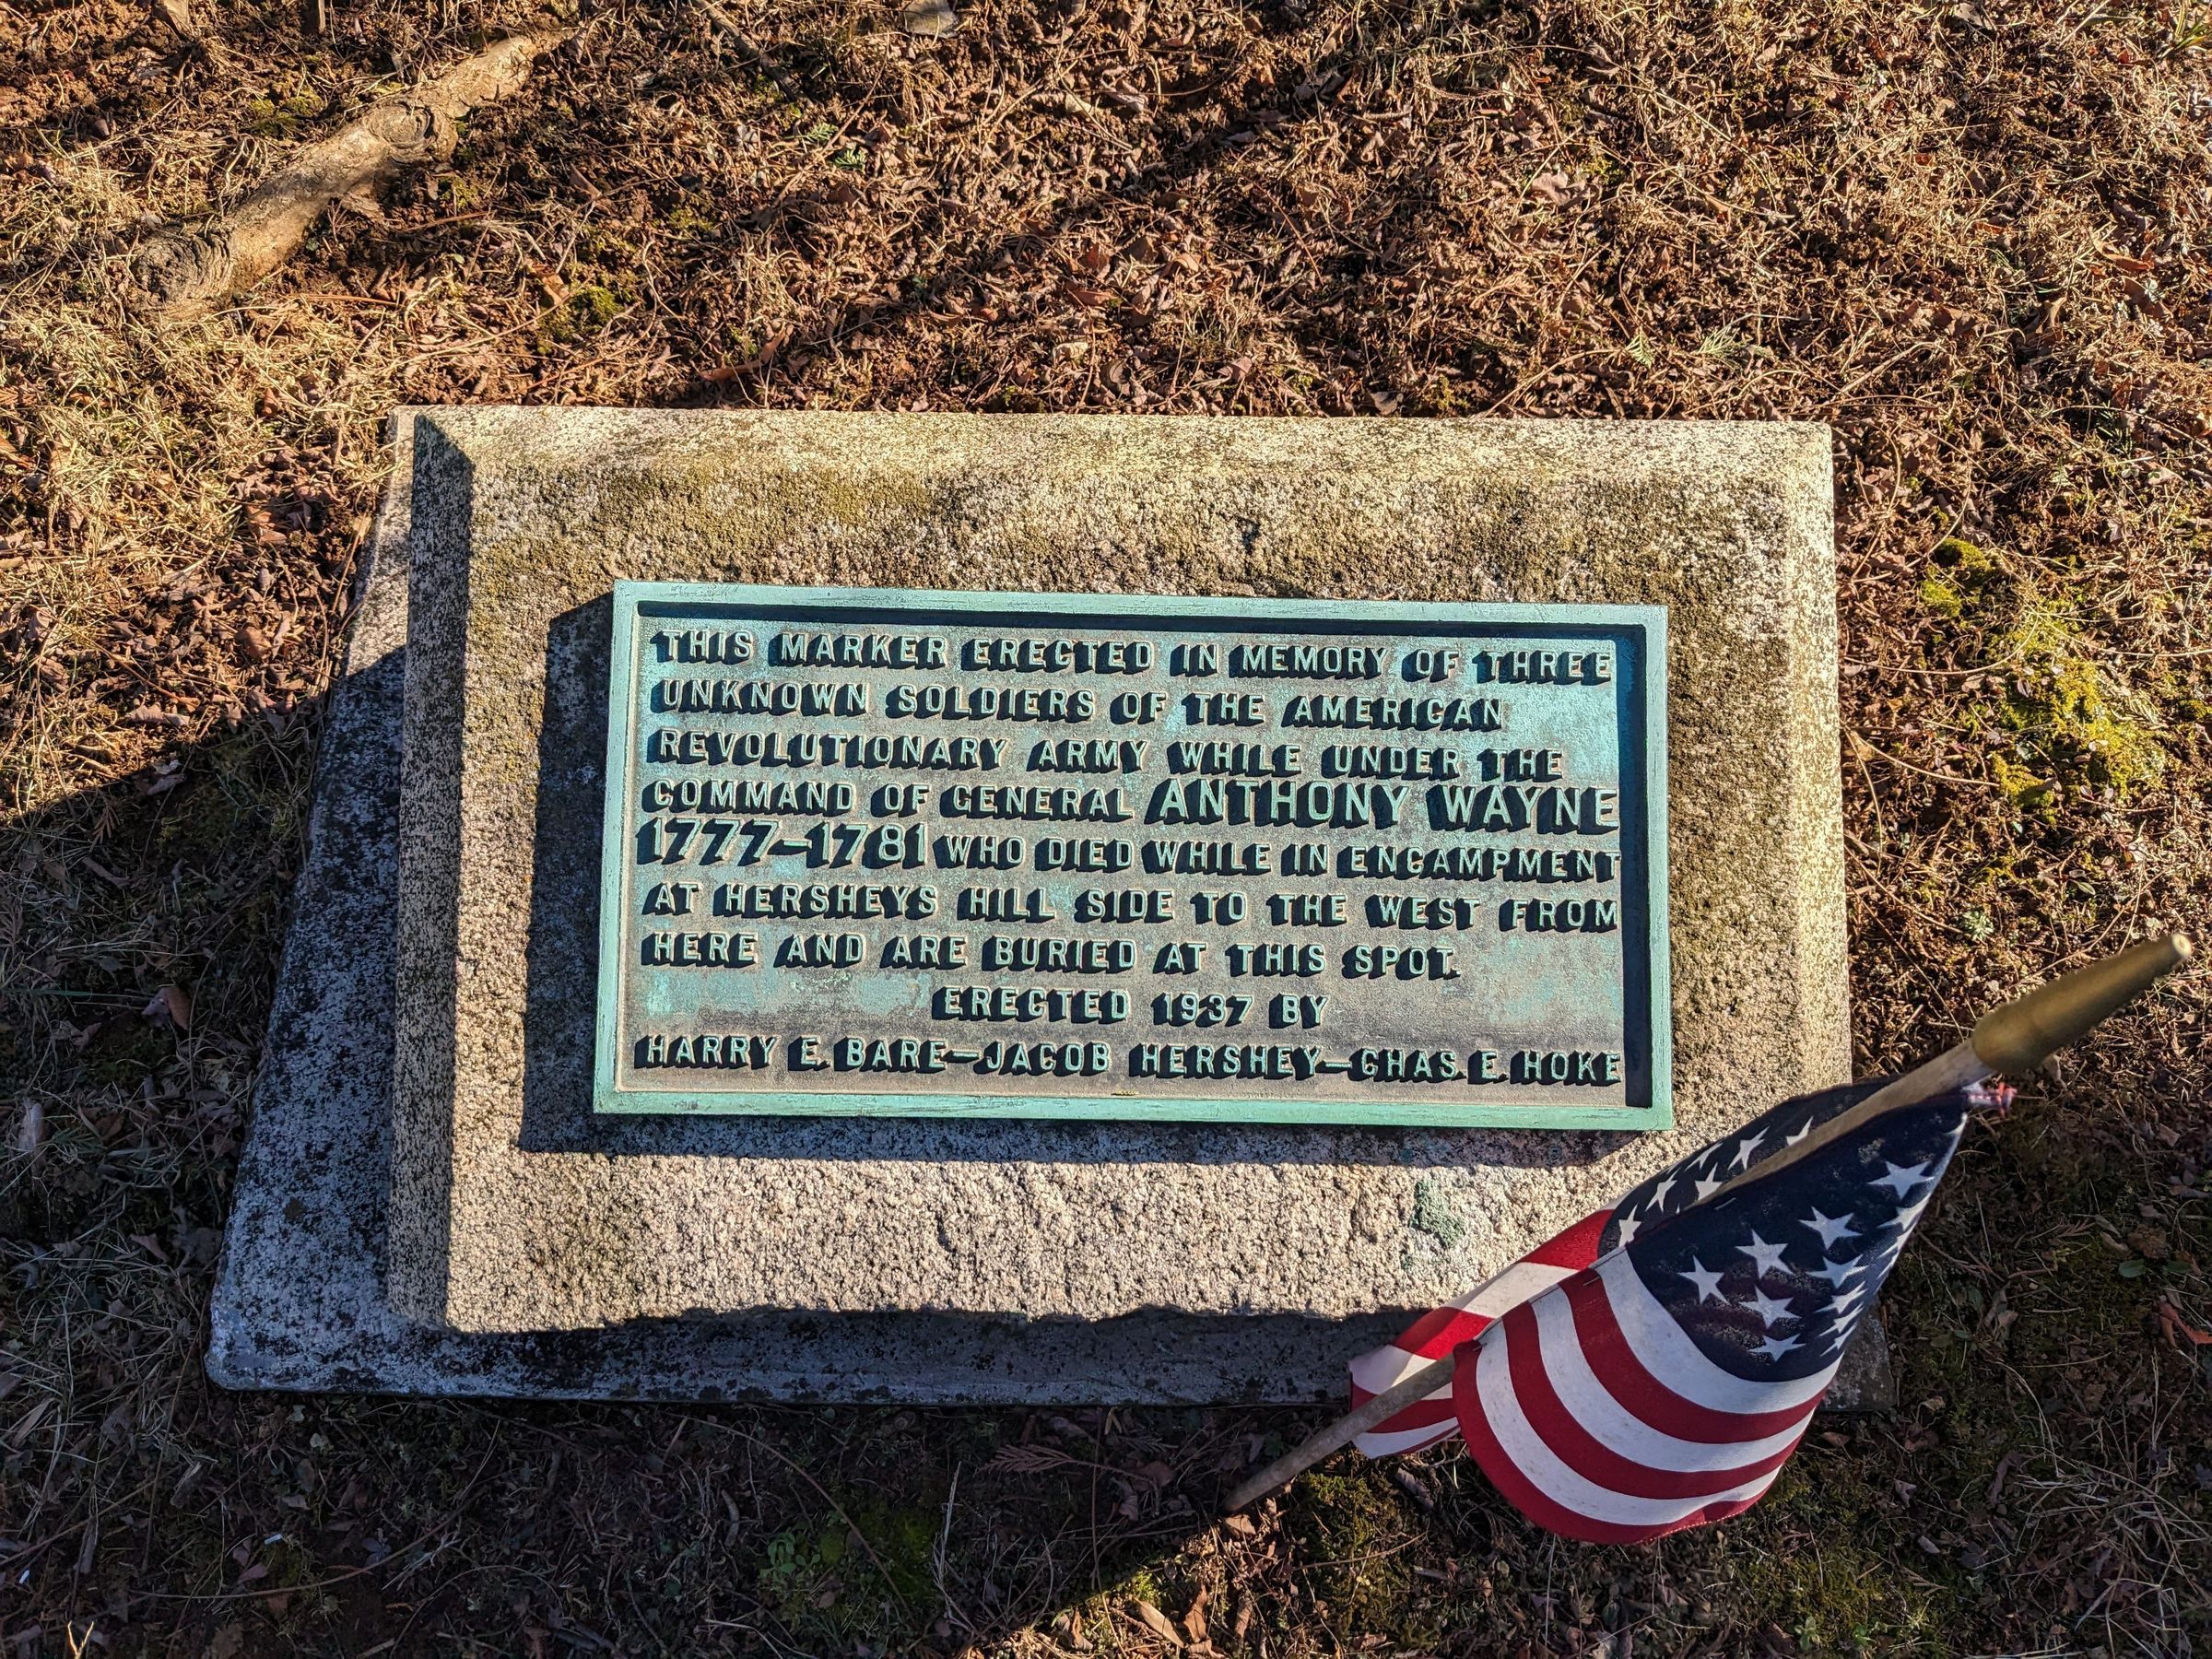 THIS MARKER ERECTED IN MEMORY OF THREE
UNKNOWN SOLDIERS OF THE AMERICAN
REVOLUTIONARY ARMY WHILE UNDER THE
COMMAND OF GENERAL ANTHONY WAYNE
1777-1781 WHO DIED WHILE IN ENCAMPMENT
AT HERSHEYS HILL SIDE TO THE WEST FROM
HERE AND ARE BURIED AT THIS SPOT.
ERECTED 1937 BY
HARRY E. BARE-JACOB HERSHEY-CHAS. E. HOKE